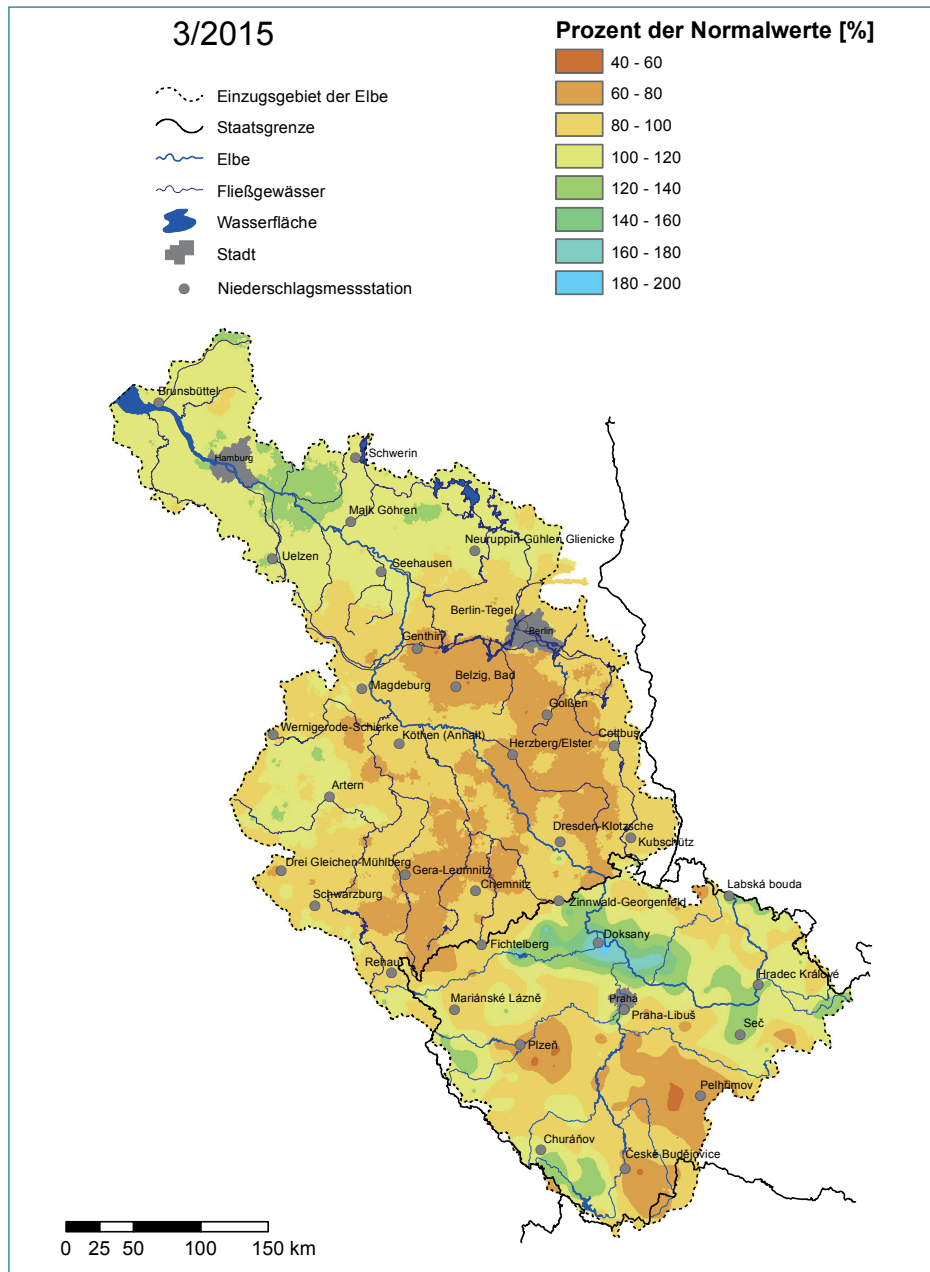 3/2015
Einzugsgebiet der Elbe
Staatsgrenze
Elbe
Fließgewässer
Wasserfläche
Stadt
Niederschlagsmessstation
Prozent der Normalwerte [%]
40 - 60
60 - 80
80 - 100
100 - 120
120 - 140
140 - 160
160 - 180
180 - 200
Brunsbüttel
Hamburg
Schwerin
Malk Göhren
Uelzen
Neuruppin-Gühlen Glienicke
Seehausen
Berlin-Tegel
Berlin
Genthin
Magdeburg
Belzig, Bad
Golßen
Wernigerode-Schierke
Köthen (Anhalt)
Herzberg/Elster
Cottbus
Artern
Dresden-Klotzsche
Kubschütz
Drei Gleichen-Mühlberg
Gera-Leumnitz
Chemnitz
Labská bouda
Schwarzburg
Zinnwald-Georgenfeld
Doksany
Fichtelberg
Rehau
Hradec Králové
Mariánské Lázně
Praha
Praha-Libuš
Seč
Plzeň
Pelhřimov
Churáňov
České Budějovice
0 25 50 100 150 km